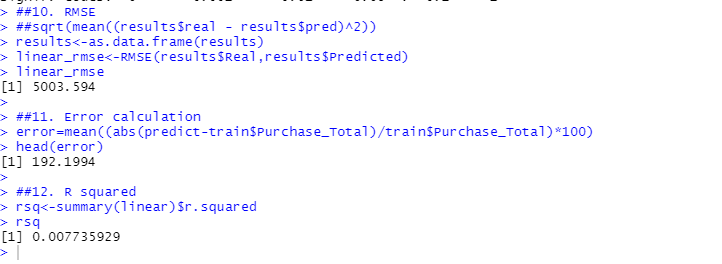 > ##10. RMSE
> ##sqrt(mean((results$real - results$pred)^2))
> results<-as.data.frame(results)
> linear_rmse<-RMSE(results$Real,results$Predicted)
> linear_rmse
[1] 5003.594
>
> ##11. Error calculation
> error=mean((abs(predict-train$Purchase_Total)/train$Purchase_Total)*100)
> head(error)
[1] 192.1994
>
> ##12. R squared
> rsq<-summary(linear)$r.squared
> rsq
[1] 0.007735929
>